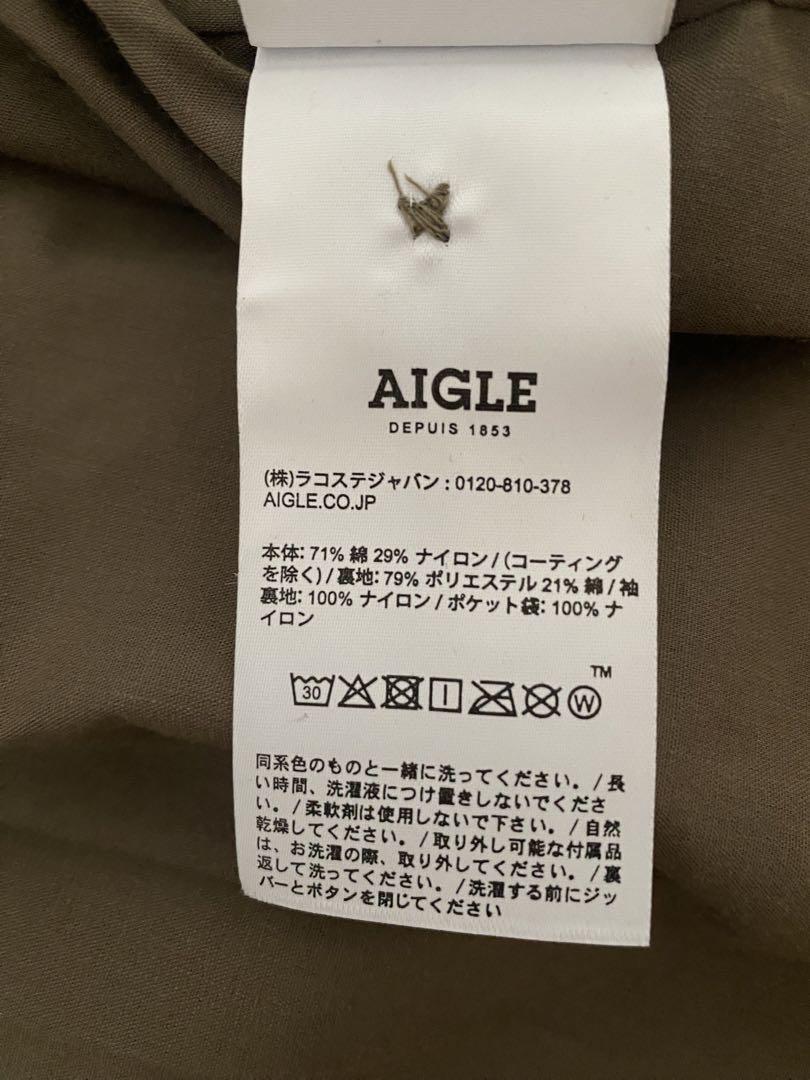 AIGLE
DEPUIS 1853
(株)ラコステジャパン : 0120-810-378
AIGLE.CO.JP
本体: 71% 綿 29% ナイロン / (コーティング
を除く) / 裏地: 79% ポリエステル 21% 綿 / 袖
裏地: 100% ナイロン / ポケット袋: 100% ナ
イロン
TM
30 W
同系色のものと一緒に洗ってください。/ 長
い時間、洗濯液につけ置きしないでくださ
い。/ 柔軟剤は使用しないで下さい。/ 自然
乾燥してください。/ 取り外し可能な付属品
は、お洗濯の際、取り外してください。/ 裏
返して洗ってください。/ 洗濯する前にジッ
パーとボタンを閉じてください